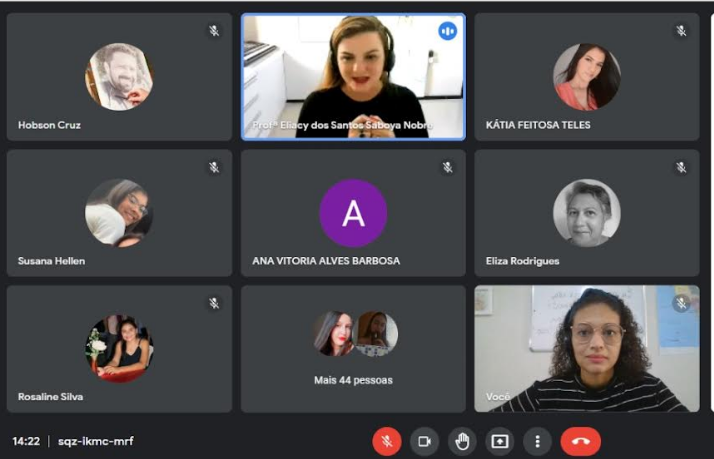 Hobson Cruz
Profª Eliacy dos Santos Saboya Nobre
KÁTIA FEITOSA TELES
Susana Hellen
A
ANA VITORIA ALVES BARBOSA
Eliza Rodrigues
Rosaline Silva
Mais 44 pessoas
Você
14:22 | sqz-ikmc-mrf